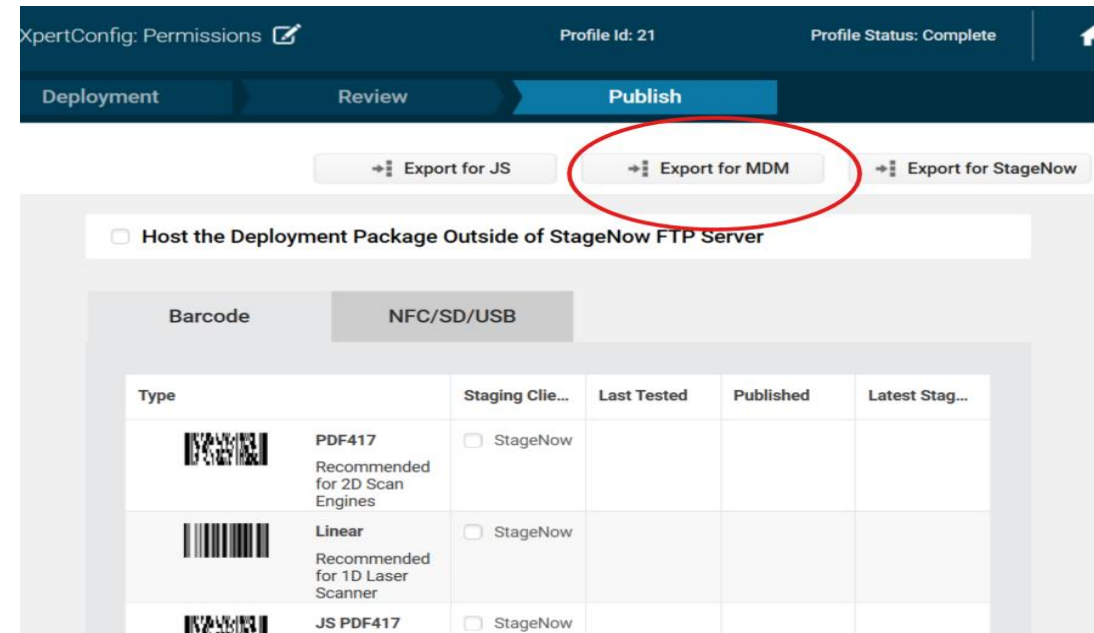 XpertConfig: Permissions
Profile Id: 21
Profile Status: Complete
Deployment
Review
Publish
Export for JS
Export for MDM
Export for StageNow
Host the Deployment Package Outside of StageNow FTP Server
Barcode
NFC/SD/USB
Type
Staging Clie...
Last Tested
Published
Latest Stag...
PDF417
StageNow
Recommended
for 2D Scan
Engines
Linear
StageNow
Recommended
for 1D Laser
Scanner
JS PDF417
StageNow